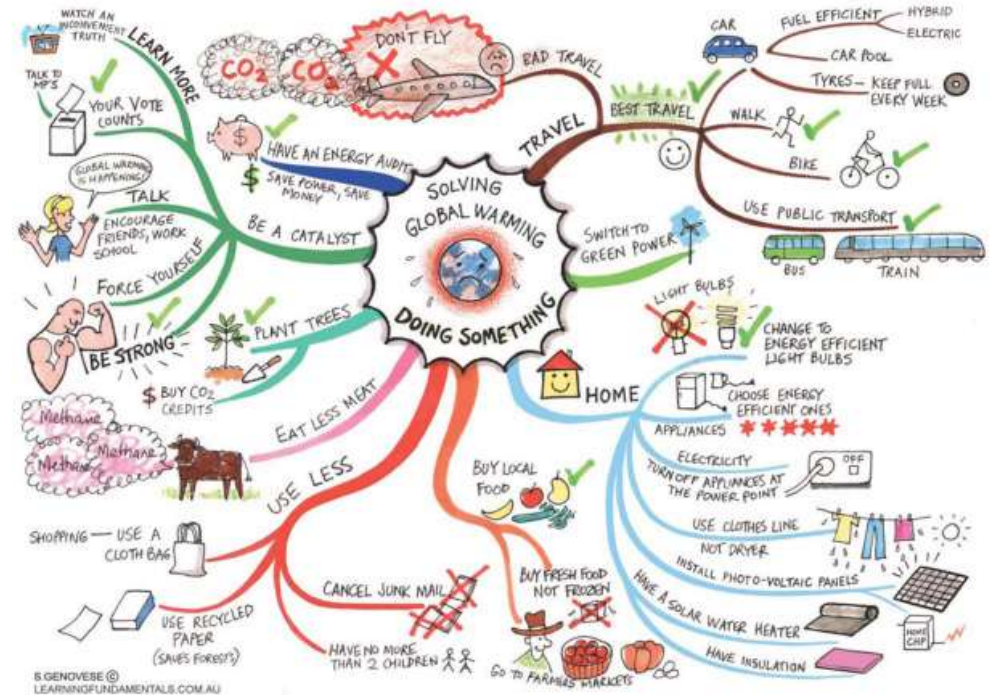 SOLVING
GLOBAL WARMING
DOING SOMETHING
TRAVEL
BAD TRAVEL
DON'T FLY
CO2
CO2
BEST TRAVEL
CAR
FUEL EFFICIENT
HYBRID
ELECTRIC
CAR POOL
TYRES — KEEP FULL
EVERY WEEK
WALK
BIKE
USE PUBLIC TRANSPORT
BUS
TRAIN
SWITCH TO
GREEN POWER
HOME
LIGHT BULBS
CHANGE TO
ENERGY EFFICIENT
LIGHT BULBS
CHOOSE ENERGY
EFFICIENT ONES
APPLIANCES
ELECTRICITY
TURN OFF APPLIANCES AT
THE POWER POINT
OFF
USE CLOTHES LINE
NOT DRYER
INSTALL PHOTO-VOLTAIC PANELS
HAVE A SOLAR WATER HEATER
HOME
CHP
HAVE INSULATION
BUY LOCAL
FOOD
BUY FRESH FOOD
NOT FROZEN
GO TO FARMERS MARKETS
USE LESS
SHOPPING — USE A
CLOTH BAG
USE RECYCLED
PAPER
(SAVES FORESTS)
CANCEL JUNK MAIL
HAVE NO MORE
THAN 2 CHILDREN
EAT LESS MEAT
Methane
Methane
Methane
PLANT TREES
$ BUY CO2
CREDITS
BE A CATALYST
LEARN MORE
WATCH AN
INCONVENIENT
TRUTH
TALK TO
MP'S
YOUR VOTE
COUNTS
GLOBAL WARMING
IS HAPPENING!
TALK
ENCOURAGE
FRIENDS, WORK
SCHOOL
FORCE YOURSELF
BE STRONG
$
HAVE AN ENERGY AUDIT
$ SAVE POWER, SAVE
MONEY
S.GENOVESE ©
LEARNINGFUNDAMENTALS.COM.AU